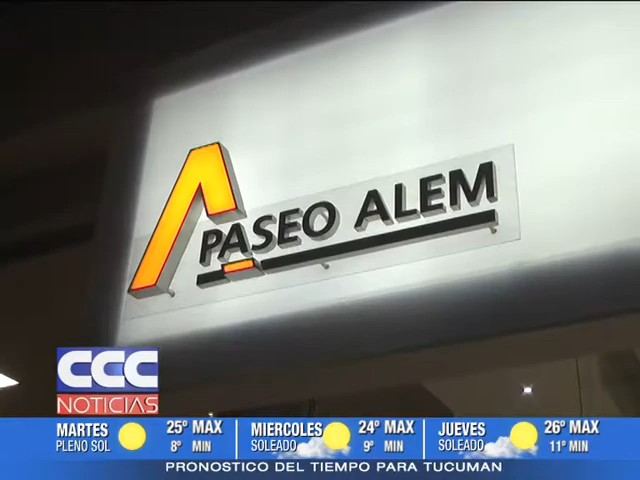 PASEO ALEM
CCC
NOTICIAS
MARTES
PLENO SOL
25º MAX
8º MIN
MIERCOLES
SOLEADO
24º MAX
9º MIN
JUEVES
SOLEADO
26º MAX
11º MIN
PRONOSTICO DEL TIEMPO PARA TUCUMAN